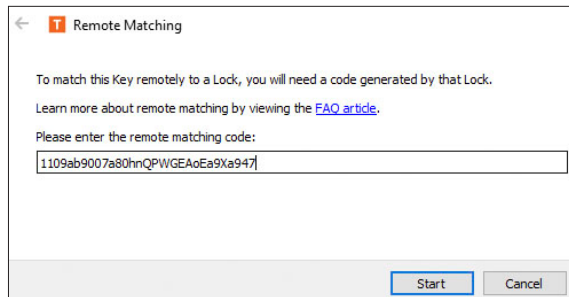 ← T Remote Matching
To match this Key remotely to a Lock, you will need a code generated by that Lock.
Learn more about remote matching by viewing the FAQ article.
Please enter the remote matching code:
1109ab9007a80hnQPWGEAoEa9Xa947
Start Cancel